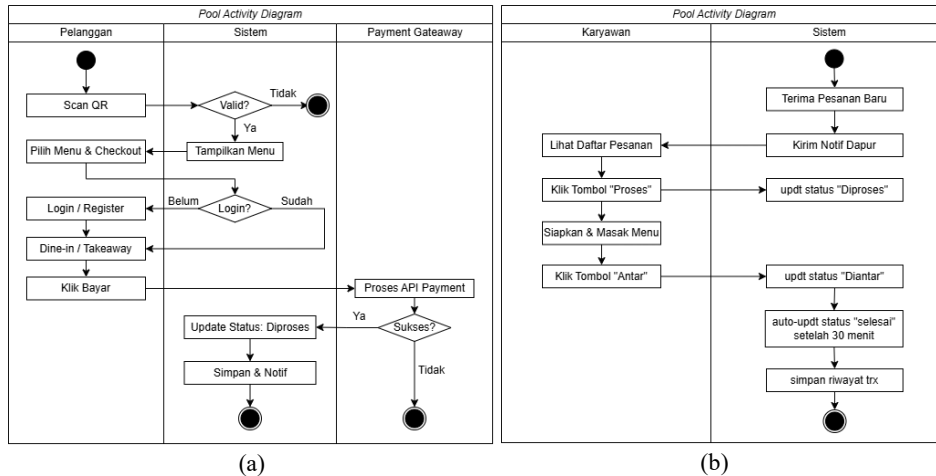 Pool Activity Diagram
Pelanggan
Sistem
Payment Gateaway
Scan QR
Valid?
Tidak
Ya
Pilih Menu & Checkout
Tampilkan Menu
Login / Register
Belum
Login?
Sudah
Dine-in / Takeaway
Klik Bayar
Proses API Payment
Update Status: Diproses
Ya
Sukses?
Simpan & Notif
Tidak
(a)
Pool Activity Diagram
Karyawan
Sistem
Terima Pesanan Baru
Lihat Daftar Pesanan
Kirim Notif Dapur
Klik Tombol "Proses"
updt status "Diproses"
Siapkan & Masak Menu
Klik Tombol "Antar"
updt status "Diantar"
auto-updt status "selesai"
setelah 30 menit
simpan riwayat trx
(b)